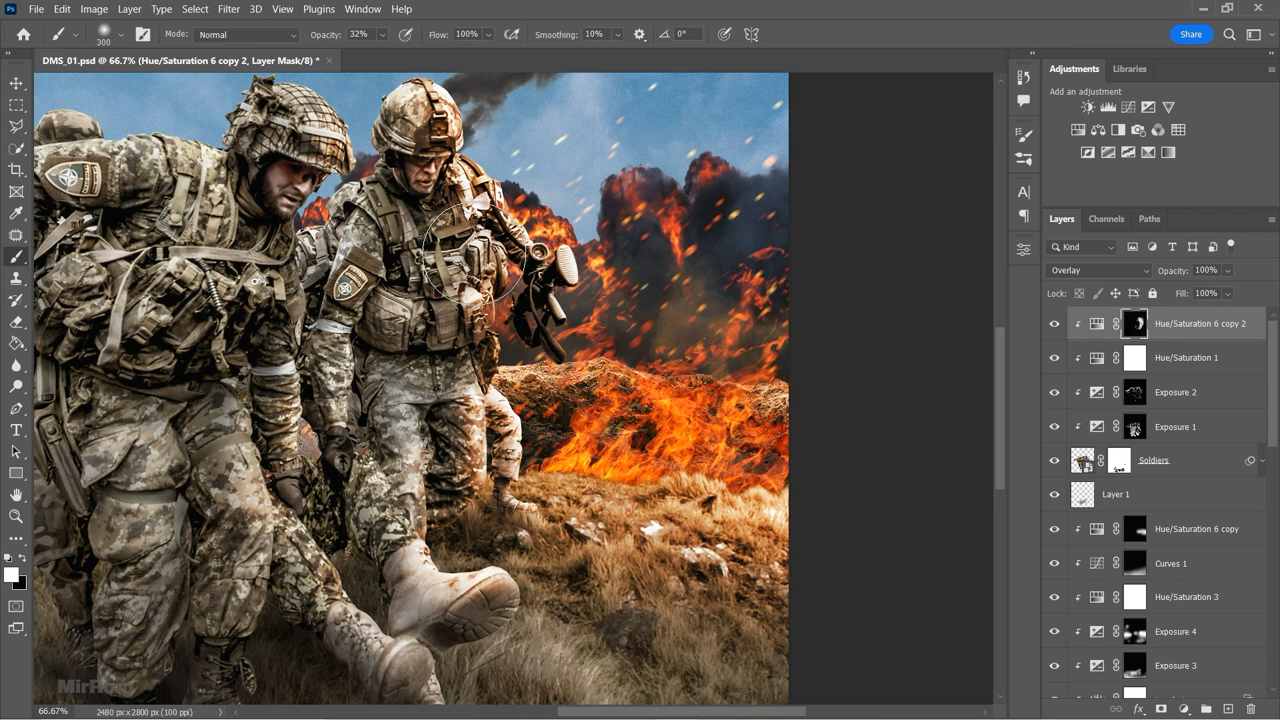 Ps File Edit Image Layer Type Select Filter 3D View Plugins Window Help
300 Mode: Normal Opacity: 32% Flow: 100% Smoothing: 10% 0° Share
DMS_01.psd @ 66.7% (Hue/Saturation 6 copy 2, Layer Mask/8) * ×
Adjustments Libraries
Add an adjustment
Layers Channels Paths
Kind
Overlay Opacity: 100%
Lock: Fill: 100%
Hue/Saturation 6 copy 2
Hue/Saturation 1
Exposure 2
Exposure 1
Soldiers
Layer 1
Hue/Saturation 6 copy
Curves 1
Hue/Saturation 3
Exposure 4
Exposure 3
66.67% 2480 px x 2800 px (100 ppi)